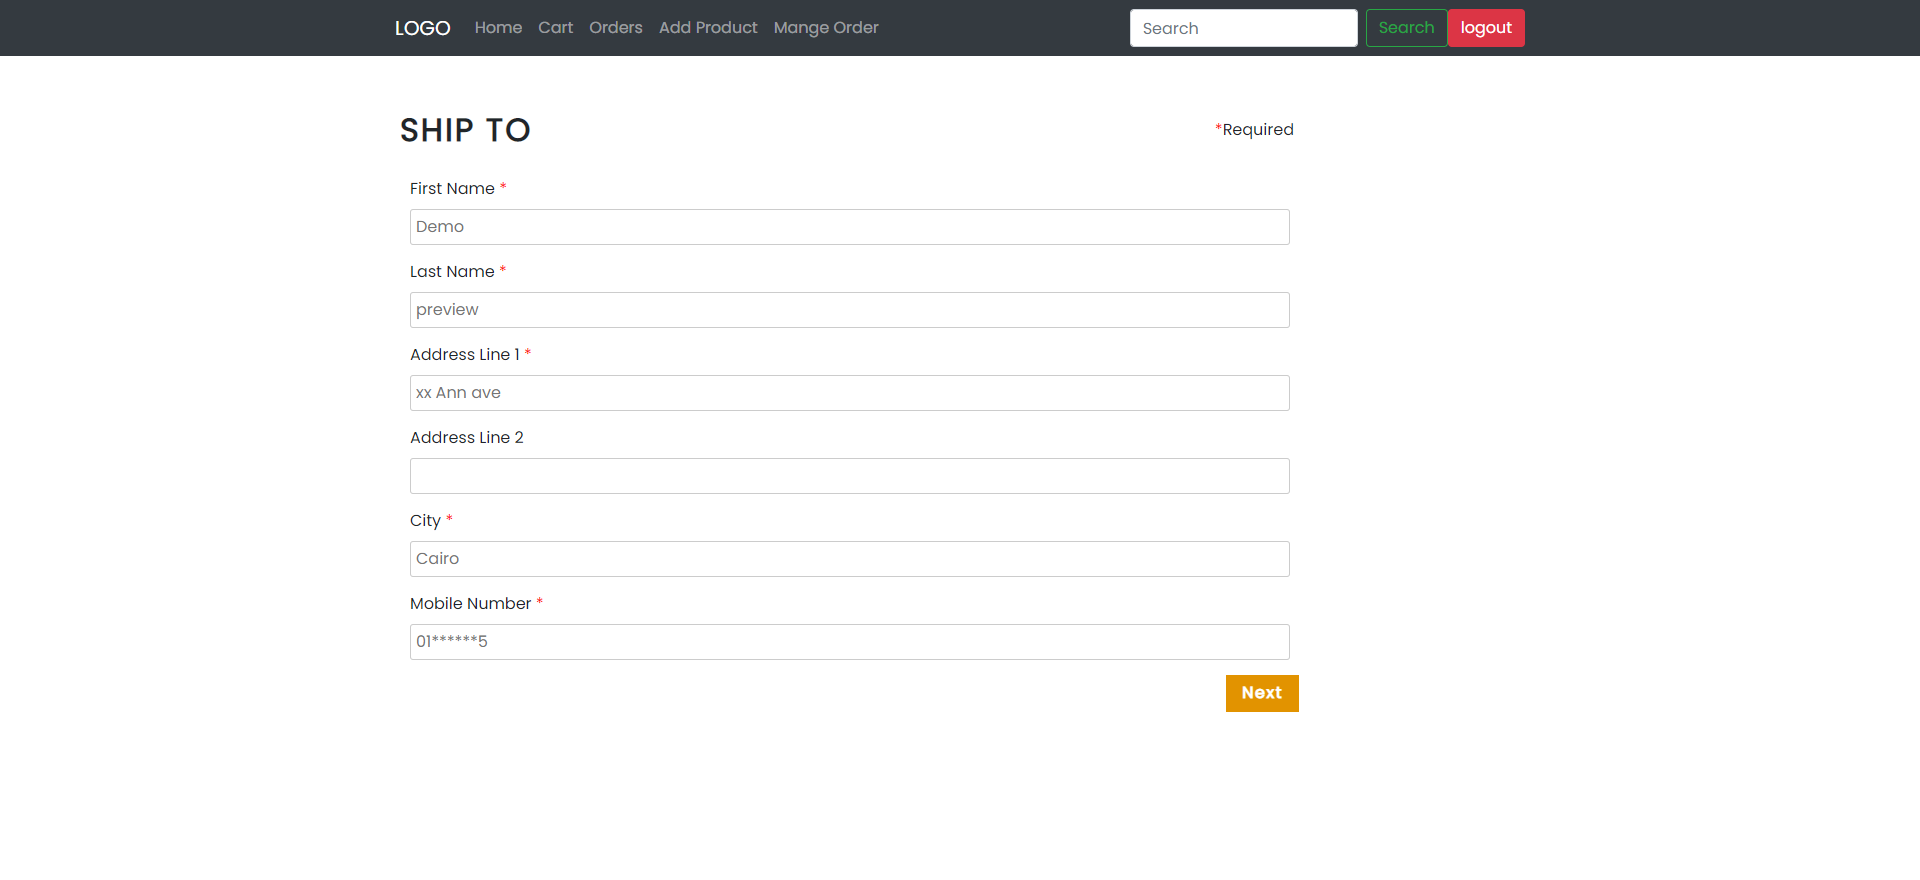 LOGO Home Cart Orders Add Product Mange Order Search Search logout
SHIP TO *Required
First Name *
Demo
Last Name *
preview
Address Line 1 *
xx Ann ave
Address Line 2
City *
Cairo
Mobile Number *
01******5
Next